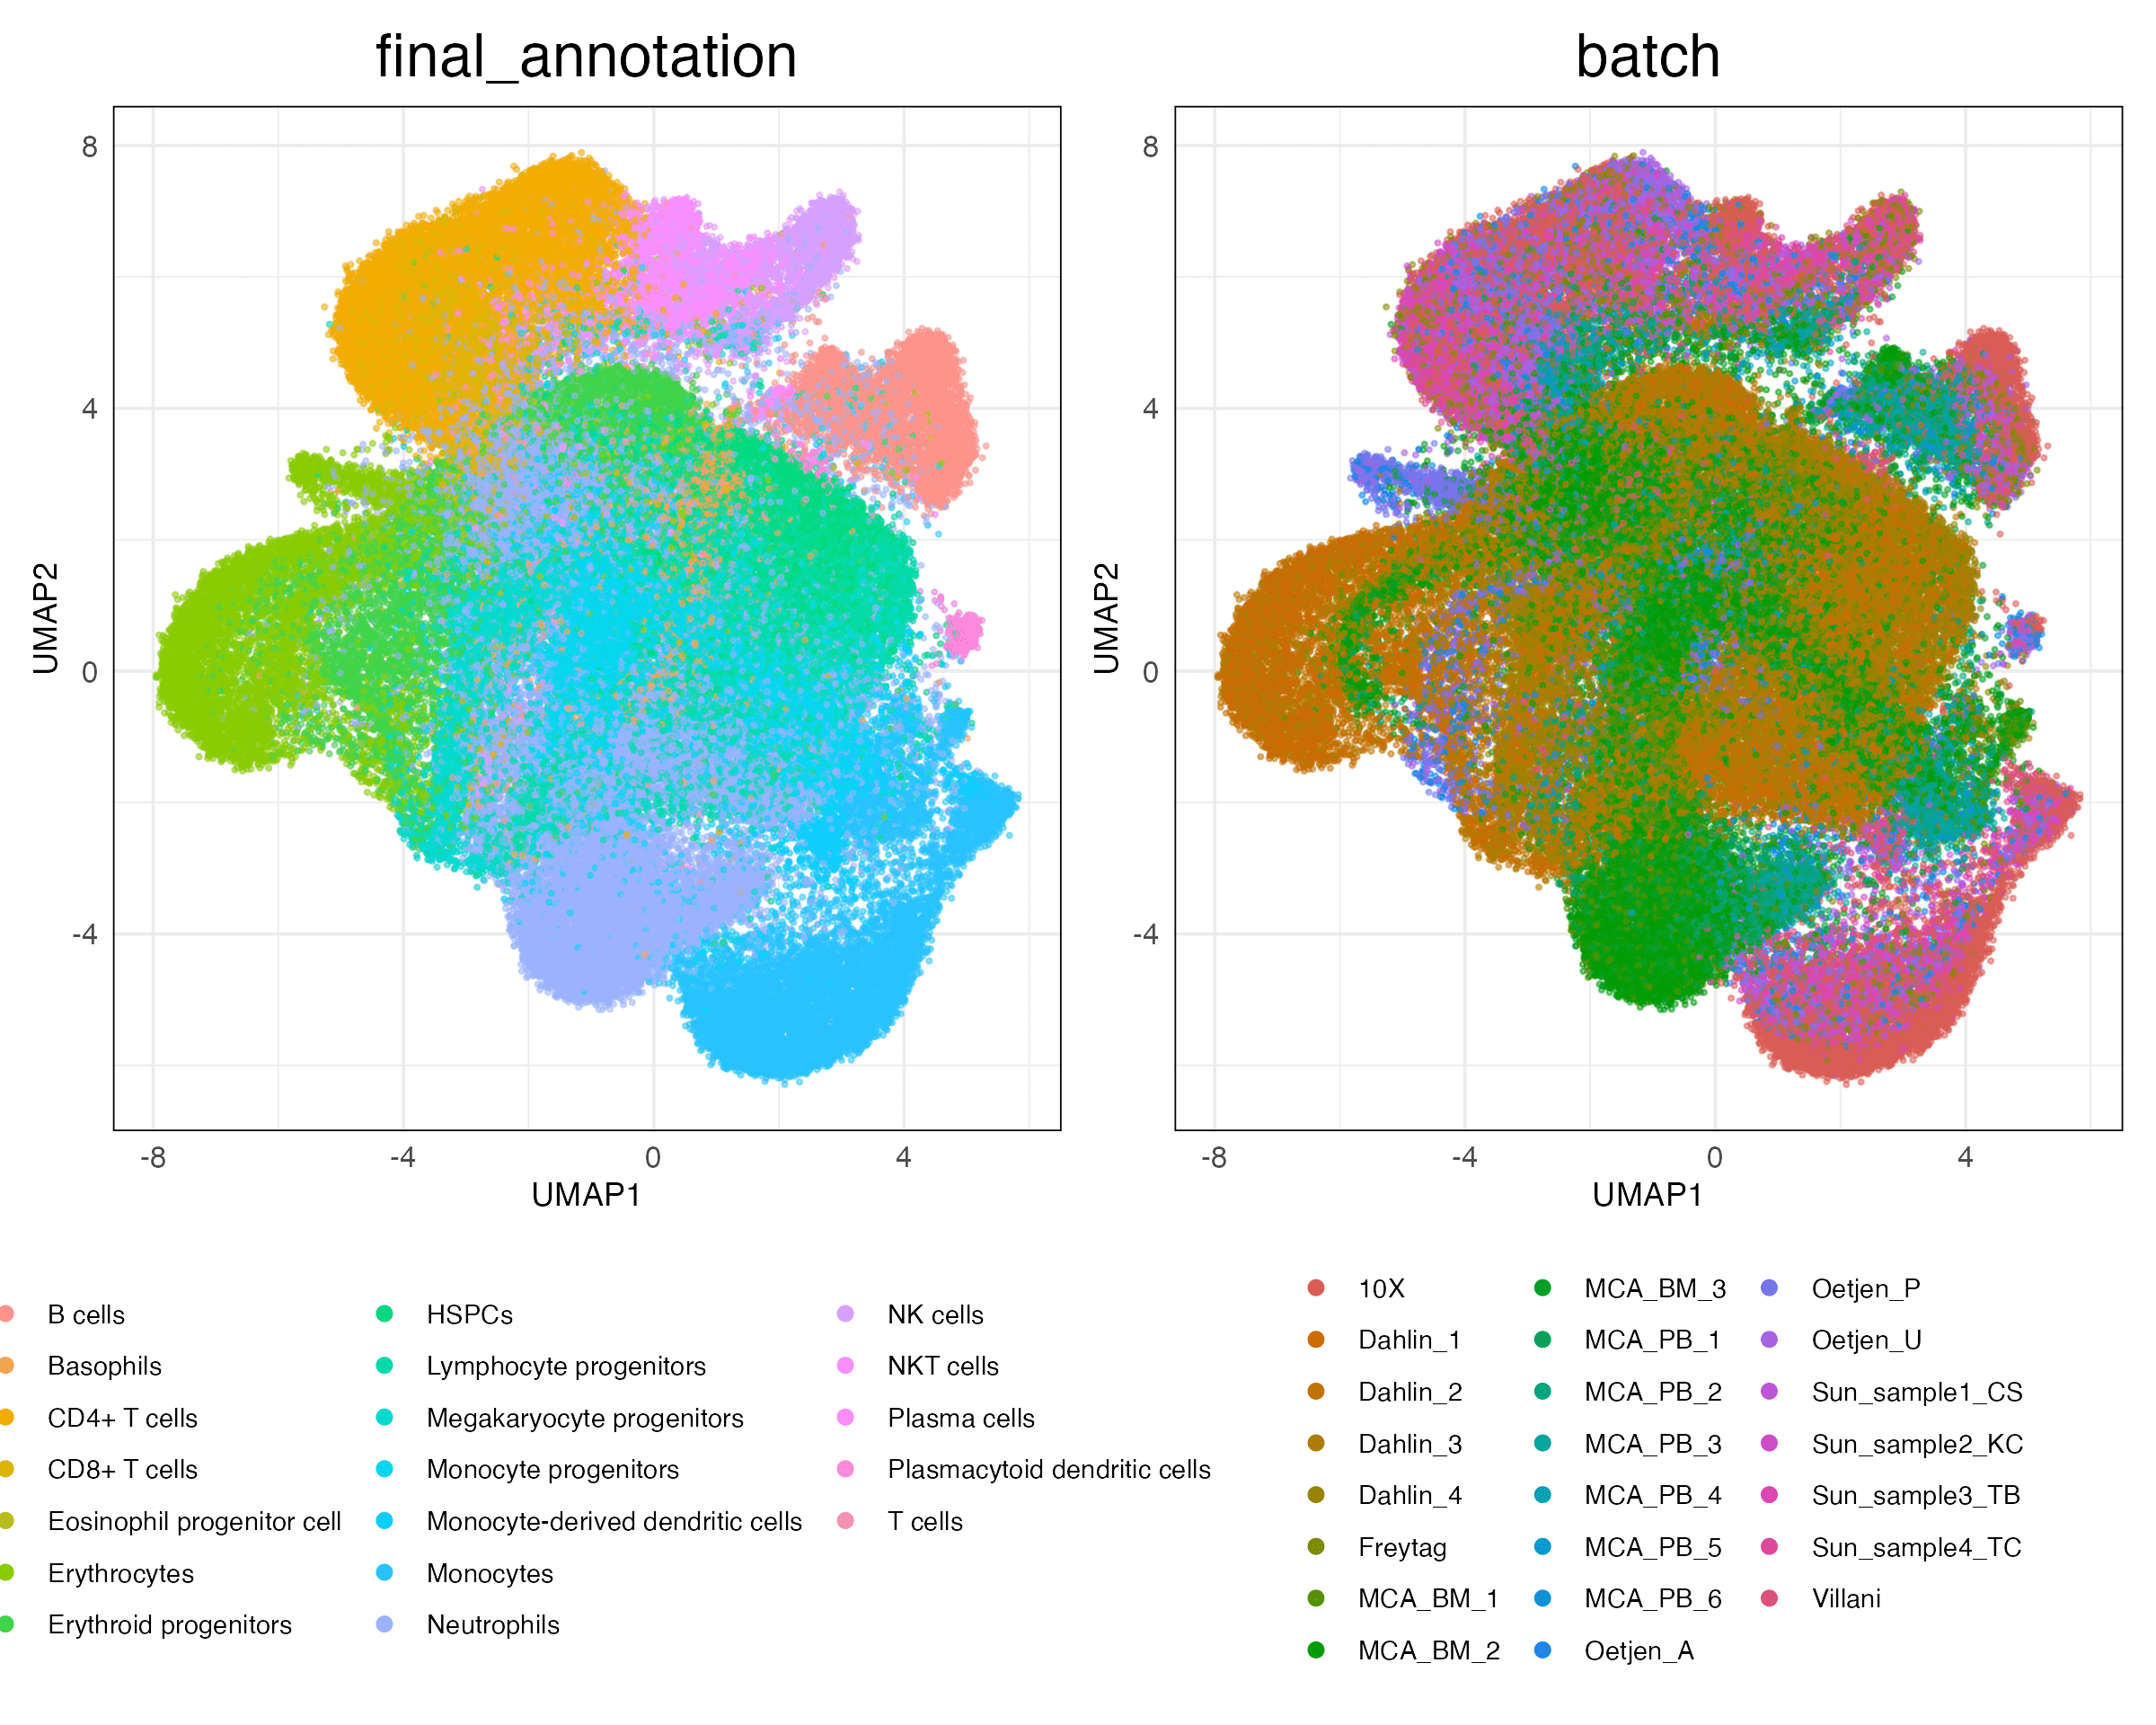 final_annotation
8
4
0
-4
-8
-4
0
4
UMAP2
UMAP1
batch
8
4
0
-4
-8
-4
0
4
UMAP2
UMAP1
B cells
Basophils
CD4+ T cells
CD8+ T cells
Eosinophil progenitor cell
Erythrocytes
Erythroid progenitors
HSPCs
Lymphocyte progenitors
Megakaryocyte progenitors
Monocyte progenitors
Monocyte-derived dendritic cells
Monocytes
Neutrophils
NK cells
NKT cells
Plasma cells
Plasmacytoid dendritic cells
T cells
10X
Dahlin_1
Dahlin_2
Dahlin_3
Dahlin_4
Freytag
MCA_BM_1
MCA_BM_2
MCA_BM_3
MCA_PB_1
MCA_PB_2
MCA_PB_3
MCA_PB_4
MCA_PB_5
MCA_PB_6
Oetjen_A
Oetjen_P
Oetjen_U
Sun_sample1_CS
Sun_sample2_KC
Sun_sample3_TB
Sun_sample4_TC
Villani